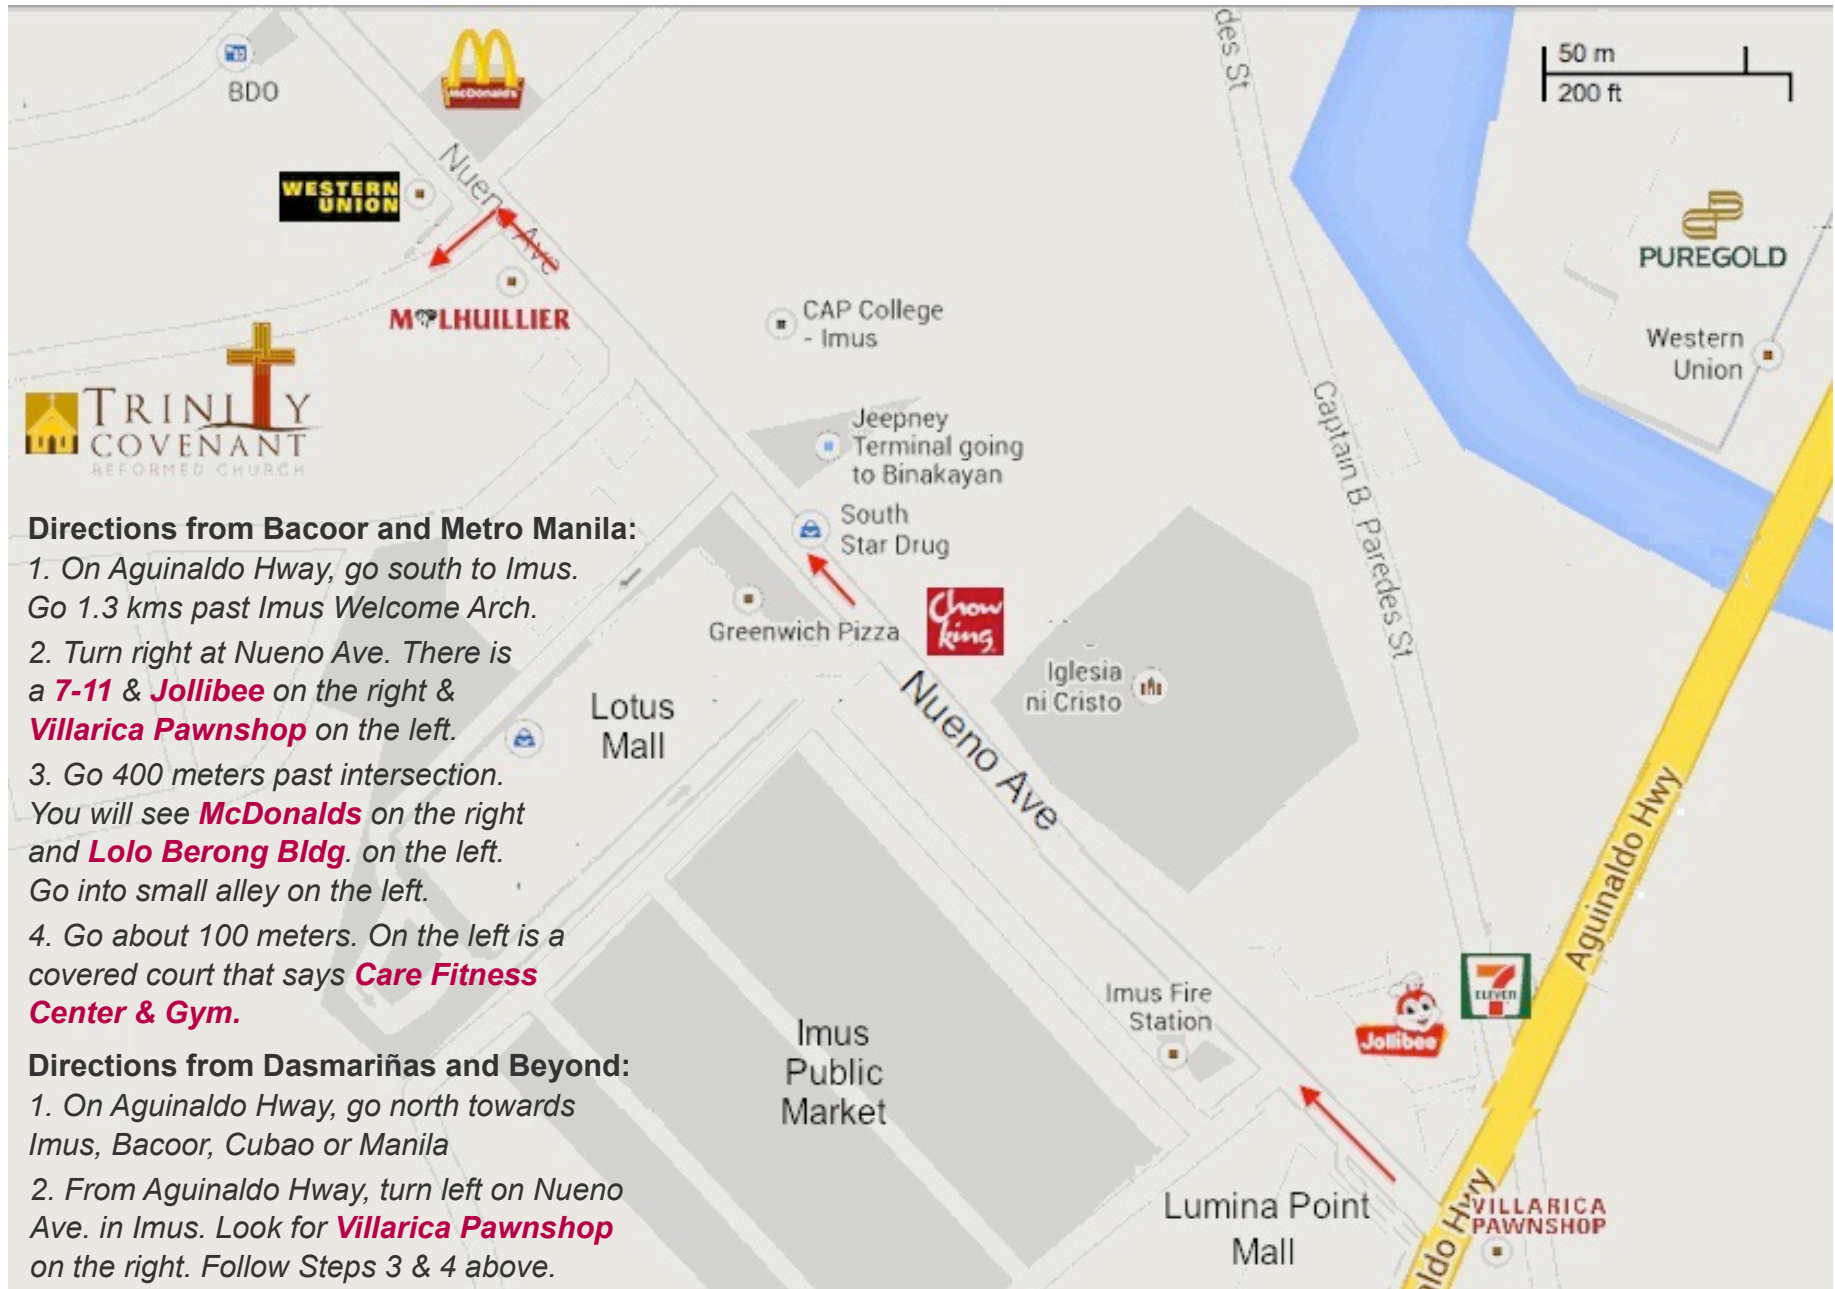 des St
50 m
200 ft
BDO
McDonalds
Nueno Ave
WESTERN
UNION
PUREGOLD
MLHUILLIER
CAP College
- Imus
Western
Union
TRINITY
COVENANT
REFORMED CHURCH
Jeepney
Terminal going
to Binakayan
Captain B. Paredes St
South
Star Drug
Directions from Bacoor and Metro Manila:
1. On Aguinaldo Hway, go south to Imus.
Go 1.3 kms past Imus Welcome Arch.
2. Turn right at Nueno Ave. There is
a 7-11 & Jollibee on the right &
Villarica Pawnshop on the left.
3. Go 400 meters past intersection.
You will see McDonalds on the right
and Lolo Berong Bldg. on the left.
Go into small alley on the left.
4. Go about 100 meters. On the left is a
covered court that says Care Fitness
Center & Gym.
Directions from Dasmariñas and Beyond:
1. On Aguinaldo Hway, go north towards
Imus, Bacoor, Cubao or Manila
2. From Aguinaldo Hway, turn left on Nueno
Ave. in Imus. Look for Villarica Pawnshop
on the right. Follow Steps 3 & 4 above.
Greenwich Pizza
Chow
king
Iglesia
ni Cristo
Lotus
Mall
Nueno Ave
Aguinaldo Hwy
7
ELEVEN
Jollibee
Imus Fire
Station
Imus
Public
Market
Lumina Point
Mall
VILLARICA
PAWNSHOP
aldo Hwy